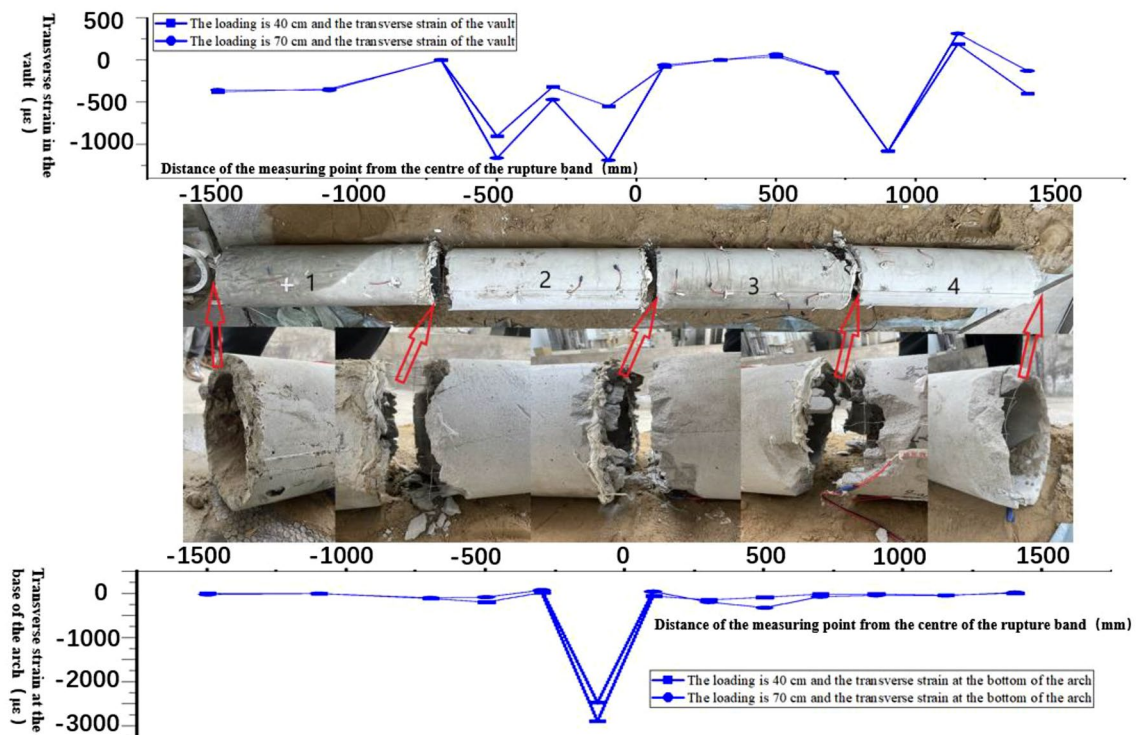 Transverse strain in the
vault（με）
500
0
-500
-1000
The loading is 40 cm and the transverse strain of the vault
The loading is 70 cm and the transverse strain of the vault
Distance of the measuring point from the centre of the rupture band（mm）
-1500 -1000 -500 0 500 1000 1500
1 2 3 4
-1500 -1000 -500 0 500 1000 1500
Transverse strain at the
base of the arch（με）
0
-1000
-2000
-3000
Distance of the measuring point from the centre of the rupture band（mm）
The loading is 40 cm and the transverse strain at the bottom of the arch
The loading is 70 cm and the transverse strain at the bottom of the arch